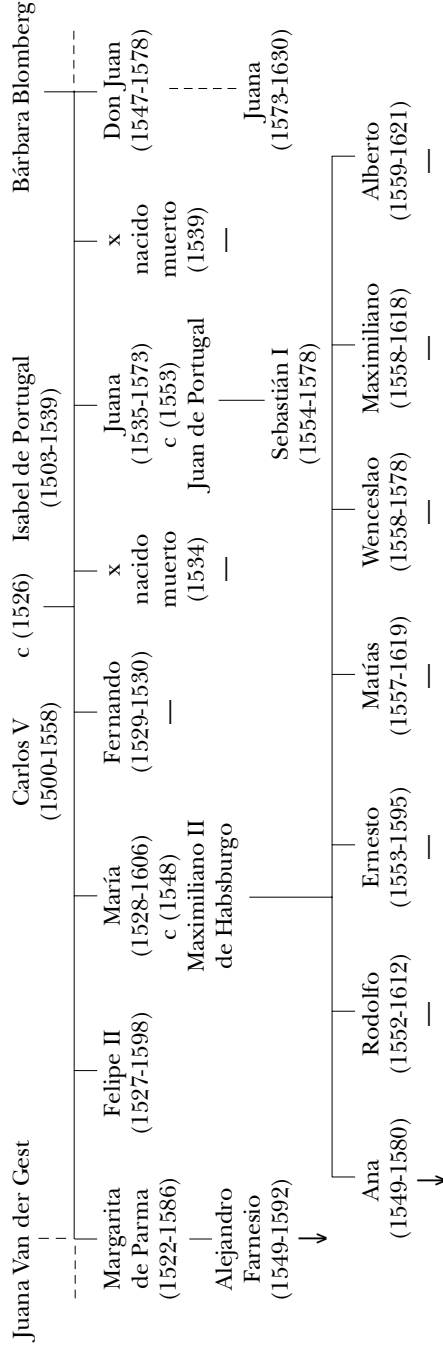 Juana Van der Gest
Carlos V
(1500-1558)
c (1526)
Isabel de Portugal
(1503-1539)
Bárbara Blomberg
Margarita
de Parma
(1522-1586)
Felipe II
(1527-1598)
María
(1528-1606)
c (1548)
Maximiliano II
de Habsburgo
Fernando
(1529-1530)
x
nacido
muerto
(1534)
Juana
(1535-1573)
c (1553)
Juan de Portugal
x
nacido
muerto
(1539)
Don Juan
(1547-1578)
Alejandro
Farnesio
(1549-1592)
Sebastián I
(1554-1578)
Juana
(1573-1630)
Ana
(1549-1580)
Rodolfo
(1552-1612)
Ernesto
(1553-1595)
Matías
(1557-1619)
Wenceslao
(1558-1578)
Maximiliano
(1558-1618)
Alberto
(1559-1621)